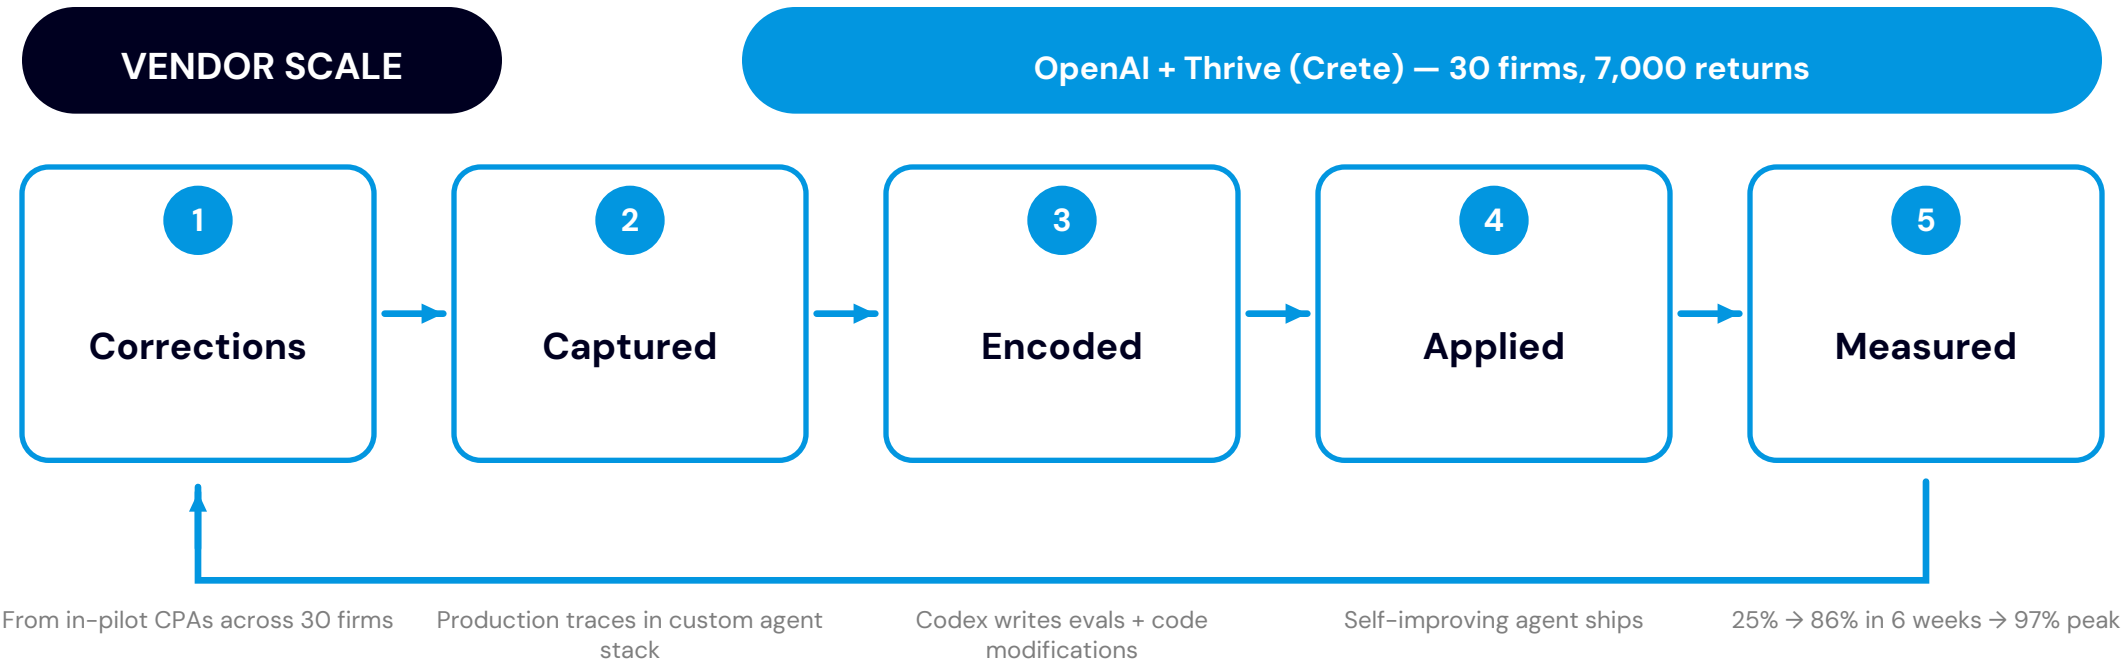 VENDOR SCALE
OpenAI + Thrive (Crete) — 30 firms, 7,000 returns
1
2
3
4
5
Corrections
Captured
Encoded
Applied
Measured
From in-pilot CPAs across 30 firms
Production traces in custom agent
stack
Codex writes evals + code
modifications
Self-improving agent ships
25% → 86% in 6 weeks → 97% peak